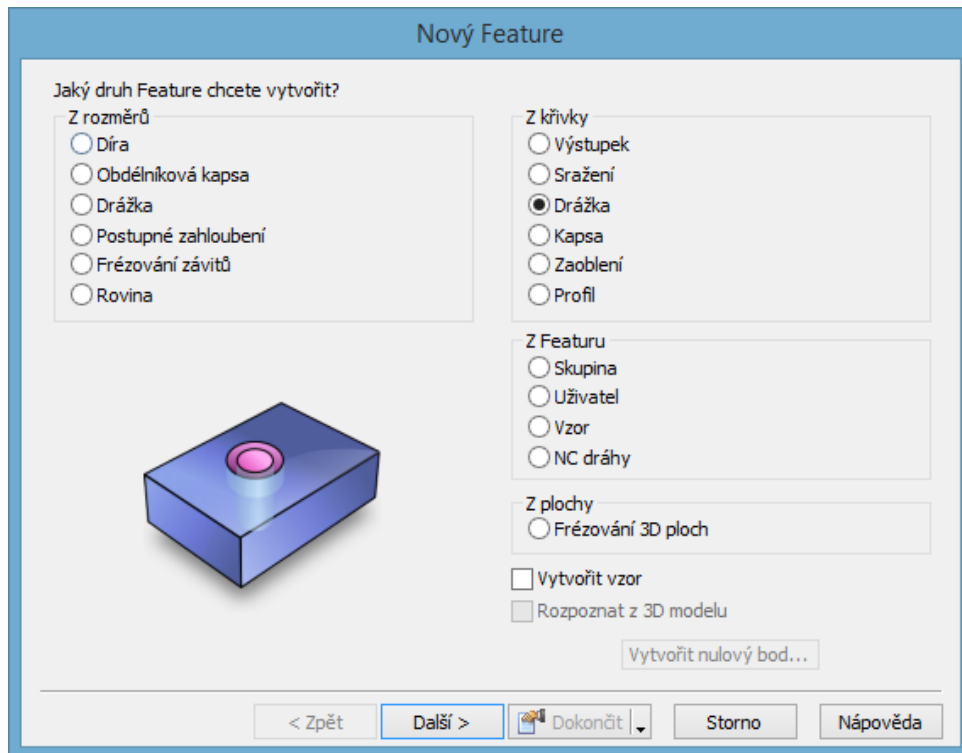 Nový Feature
Jaký druh Feature chcete vytvořit?
Z rozměrů
Díra
Obdélníková kapsa
Drážka
Postupné zahloubení
Frézování závitů
Rovina
Z křivky
Výstupek
Sražení
Drážka
Kapsa
Zaoblení
Profil
Z Featuru
Skupina
Uživatel
Vzor
NC dráhy
Z plochy
Frézování 3D ploch
Vytvořit vzor
Rozpoznat z 3D modelu
Vytvořit nulový bod...
< Zpět
Další >
Dokončit
Storno
Nápověda